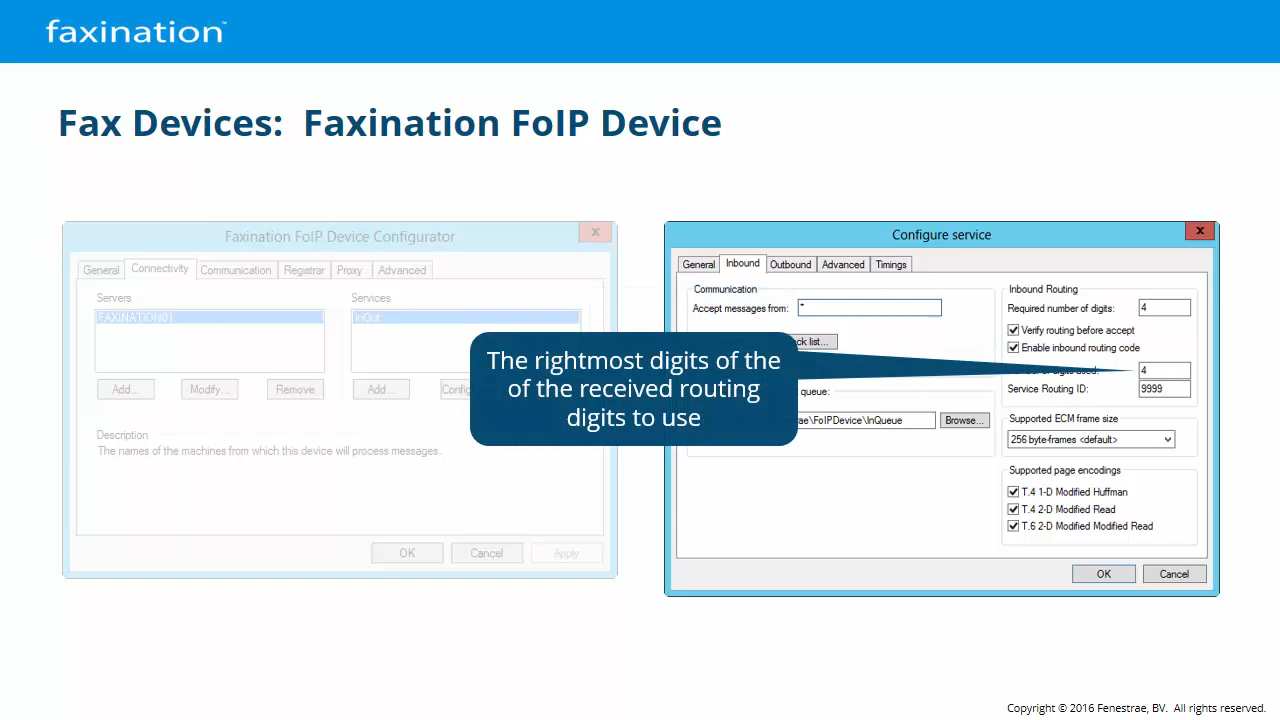 faxination™
Fax Devices: Faxination FoIP Device
Faxination FoIP Device Configurator
x
General Connectivity Communication Registrar Proxy Advanced
Servers
FAXINATION01
Services
InOut
Add... Modify... Remove
Add...
Description
The names of the machines from which this device will process messages.
OK Cancel Apply
The rightmost digits of the
of the received routing
digits to use
Configure service
x
General Inbound Outbound Advanced Timings
Communication
Accept messages from: *
list...
queue:
\FoIPDevice\InQueue Browse...
Inbound Routing
Required number of digits: 4
Verify routing before accept
Enable inbound routing code
4
Service Routing ID: 9999
Supported ECM frame size
256 byte-frames <default>
Supported page encodings
T.4 1-D Modified Huffman
T.4 2-D Modified Read
T.6 2-D Modified Modified Read
OK Cancel
Copyright © 2016 Fenestrae, BV. All rights reserved.